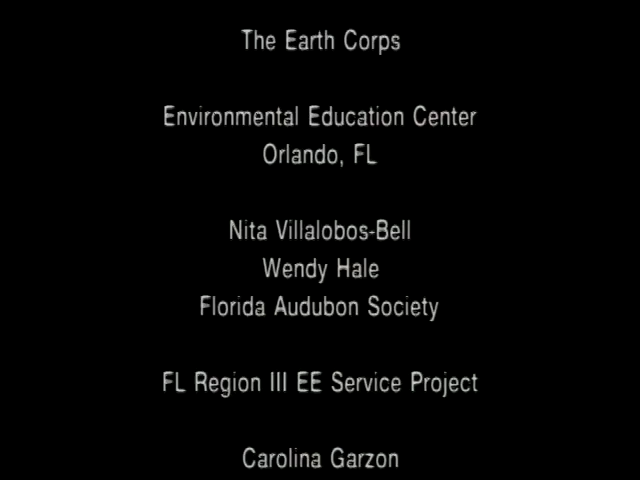 The Earth Corps
Environmental Education Center
Orlando, FL
Nita Villalobos-Bell
Wendy Hale
Florida Audubon Society
FL Region III EE Service Project
Carolina Garzon